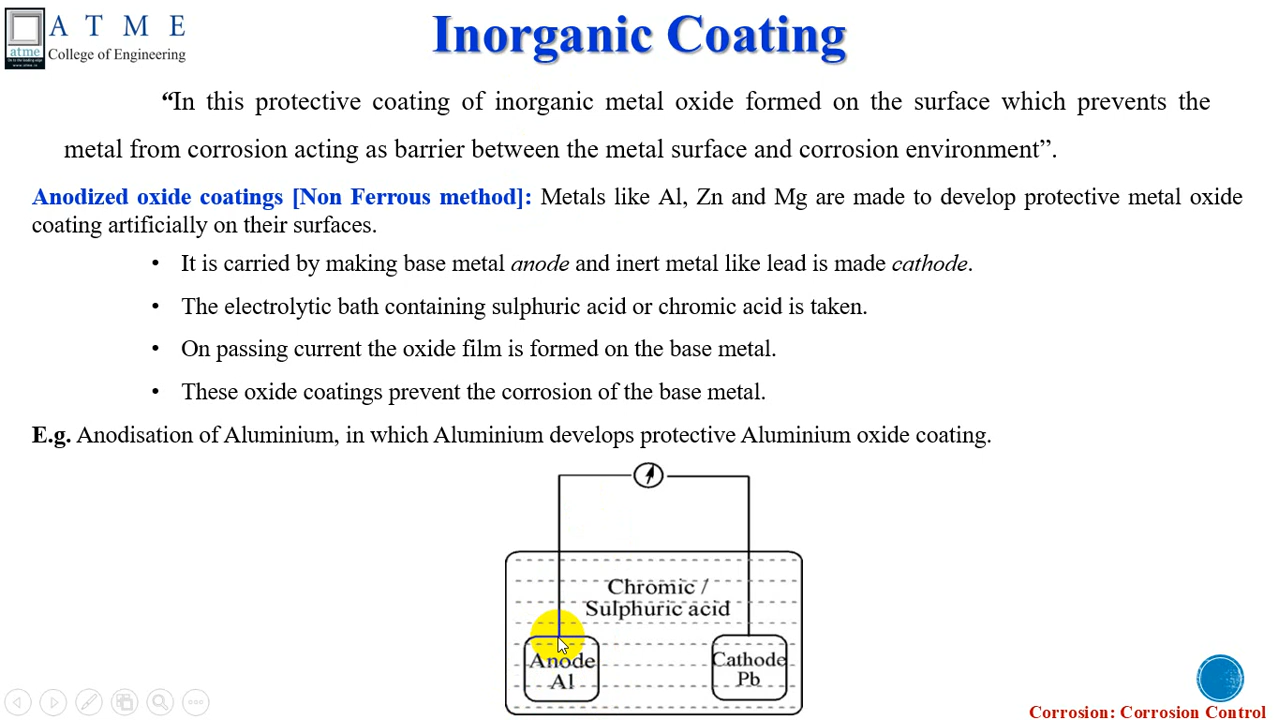 A T M E
College of Engineering
atme
Inorganic Coating
“In this protective coating of inorganic metal oxide formed on the surface which prevents the
metal from corrosion acting as barrier between the metal surface and corrosion environment”.
Anodized oxide coatings [Non Ferrous method]: Metals like Al, Zn and Mg are made to develop protective metal oxide
coating artificially on their surfaces.
• It is carried by making base metal anode and inert metal like lead is made cathode.
• The electrolytic bath containing sulphuric acid or chromic acid is taken.
• On passing current the oxide film is formed on the base metal.
• These oxide coatings prevent the corrosion of the base metal.
E.g. Anodisation of Aluminium, in which Aluminium develops protective Aluminium oxide coating.
Chromic /
Sulphuric acid
Anode
Al
Cathode
Pb
Corrosion: Corrosion Control